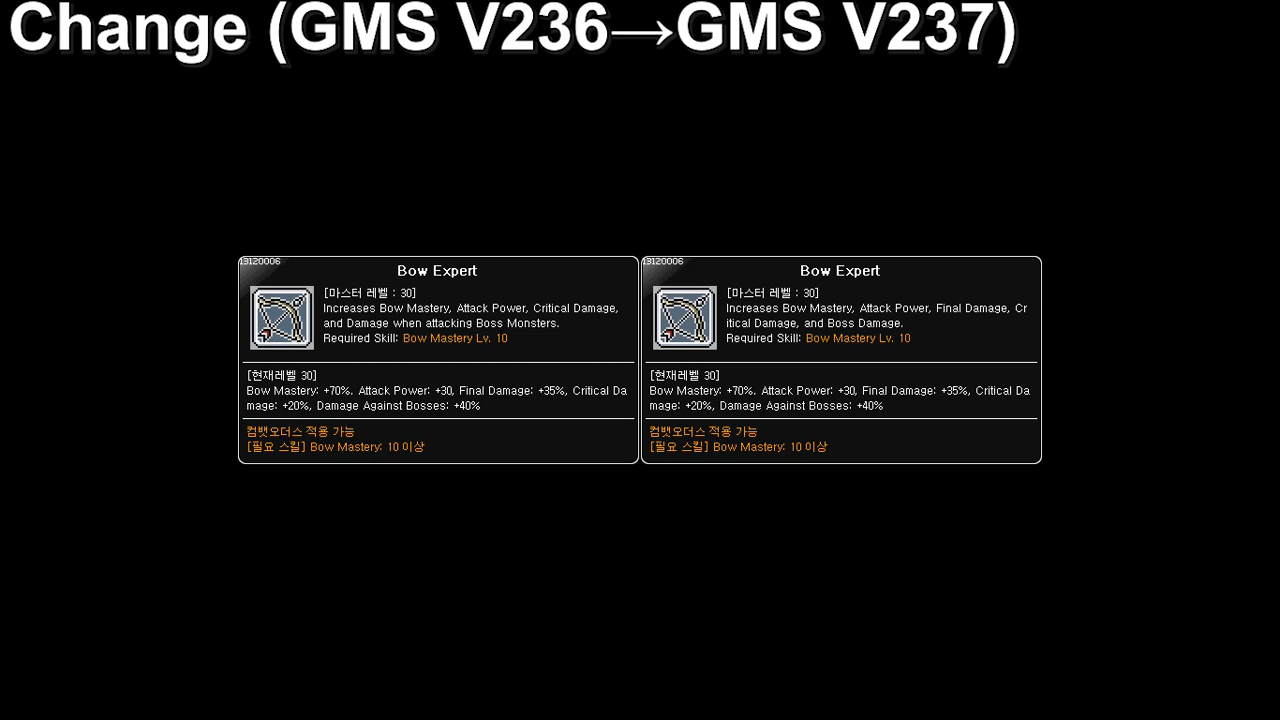 Change (GMS V236→GMS V237)
13120006
Bow Expert
[마스터 레벨 : 30]
Increases Bow Mastery, Attack Power, Critical Damage,
and Damage when attacking Boss Monsters.
Required Skill: Bow Mastery Lv. 10
[현재레벨 30]
Bow Mastery: +70%. Attack Power: +30, Final Damage: +35%, Critical Da
mage: +20%, Damage Against Bosses: +40%
컴뱃오더스 적용 가능
[필요 스킬] Bow Mastery: 10 이상
13120006
Bow Expert
[마스터 레벨 : 30]
Increases Bow Mastery, Attack Power, Final Damage, Cr
itical Damage, and Boss Damage.
Required Skill: Bow Mastery Lv. 10
[현재레벨 30]
Bow Mastery: +70%. Attack Power: +30, Final Damage: +35%, Critical Da
mage: +20%, Damage Against Bosses: +40%
컴뱃오더스 적용 가능
[필요 스킬] Bow Mastery: 10 이상